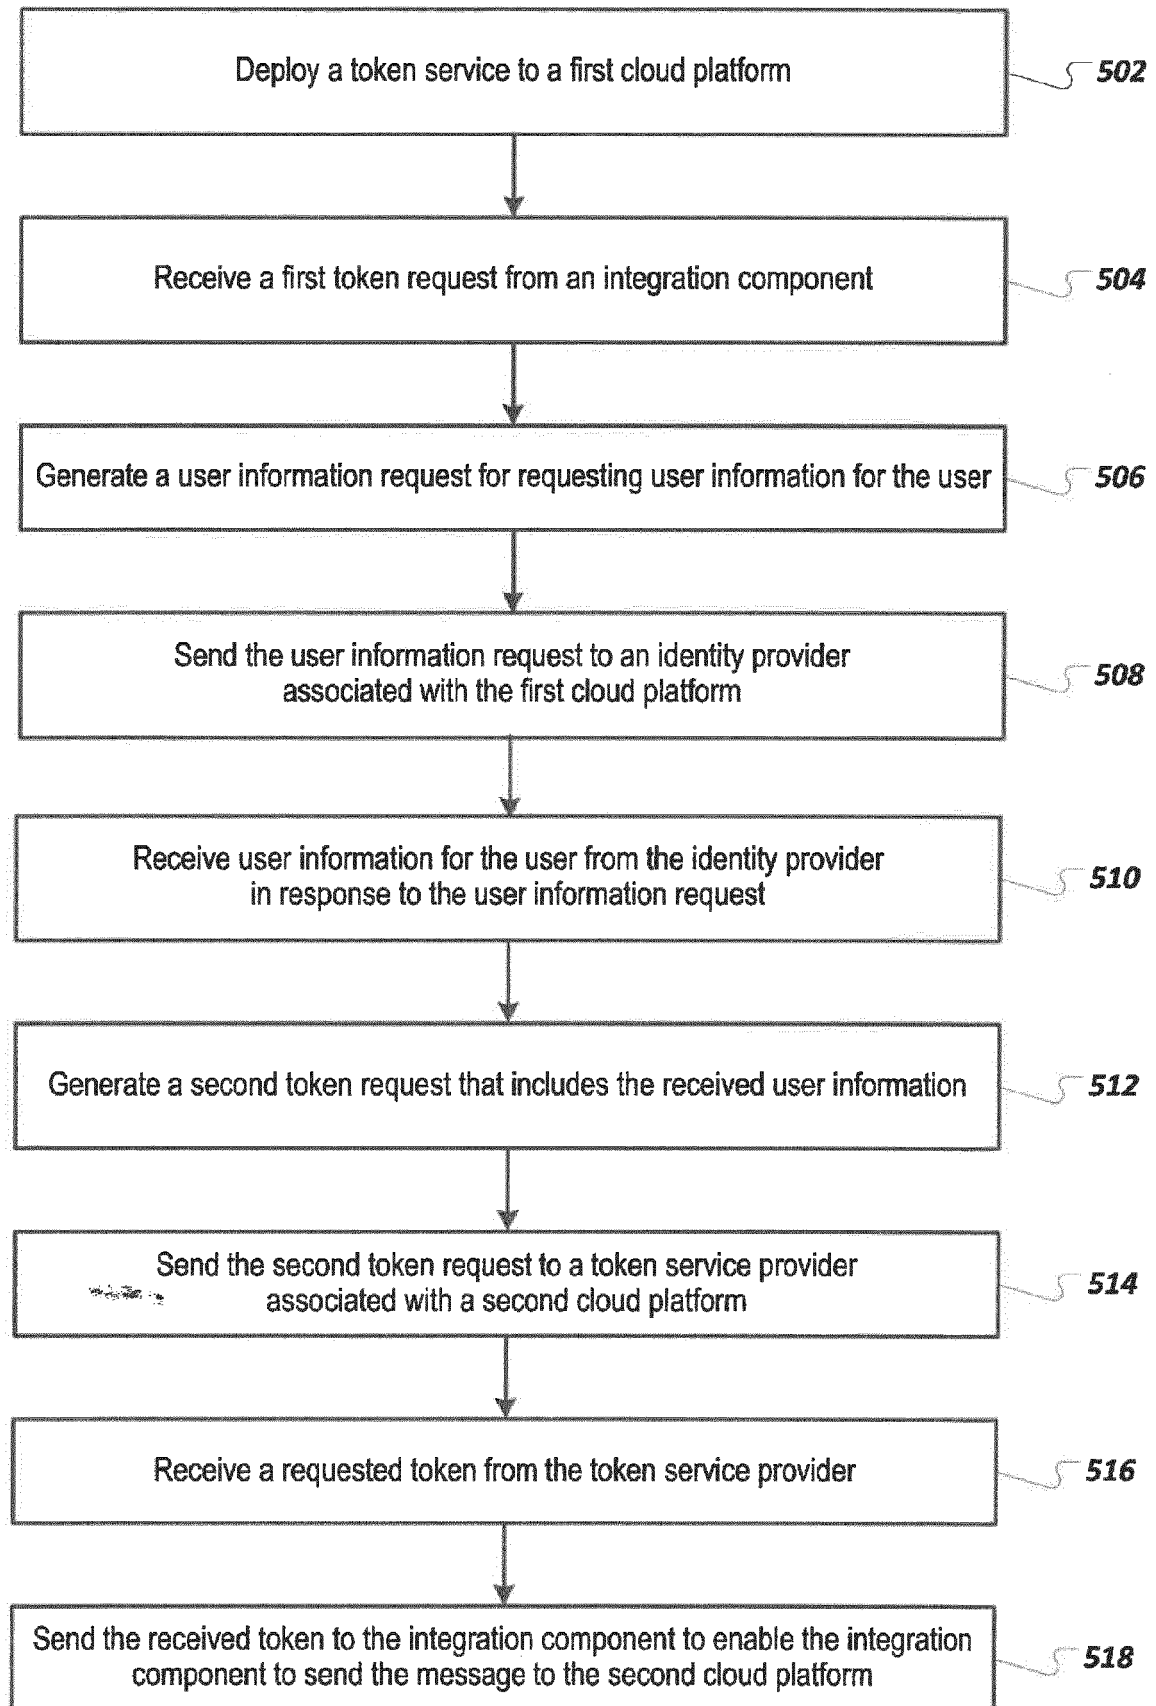 Deploy a token service to a first cloud platform
502
Receive a first token request from an integration component
504
Generate a user information request for requesting user information for the user
506
Send the user information request to an identity provider
associated with the first cloud platform
508
Receive user information for the user from the identity provider
in response to the user information request
510
Generate a second token request that includes the received user information
512
Send the second token request to a token service provider
associated with a second cloud platform
514
Receive a requested token from the token service provider
516
Send the received token to the integration component to enable the integration
component to send the message to the second cloud platform
518